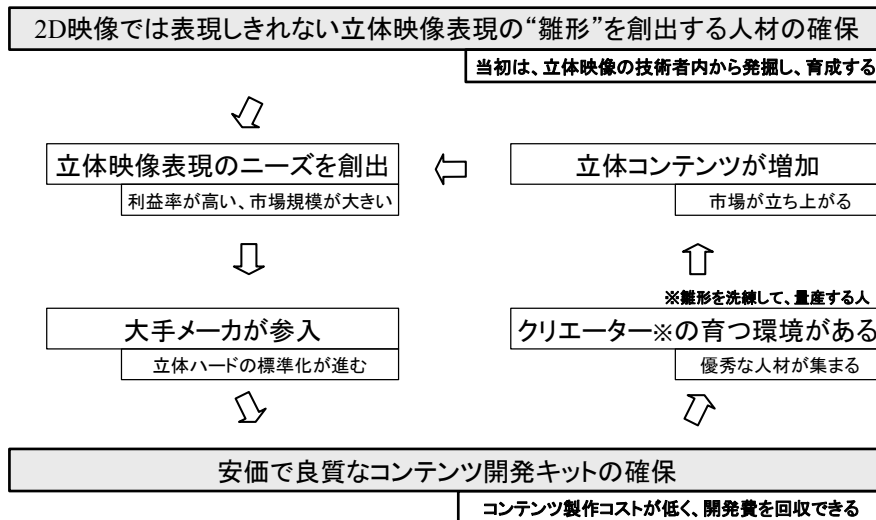 2D映像では表現しきれない立体映像表現の“雛形”を創出する人材の確保
当初は、立体映像の技術者内から発掘し、育成する
立体映像表現のニーズを創出
利益率が高い、市場規模が大きい
立体コンテンツが増加
市場が立ち上がる
大手メーカが参入
立体ハードの標準化が進む
※雛形を洗練して、量産する人
クリエーター※の育つ環境がある
優秀な人材が集まる
安価で良質なコンテンツ開発キットの確保
コンテンツ製作コストが低く、開発費を回収できる